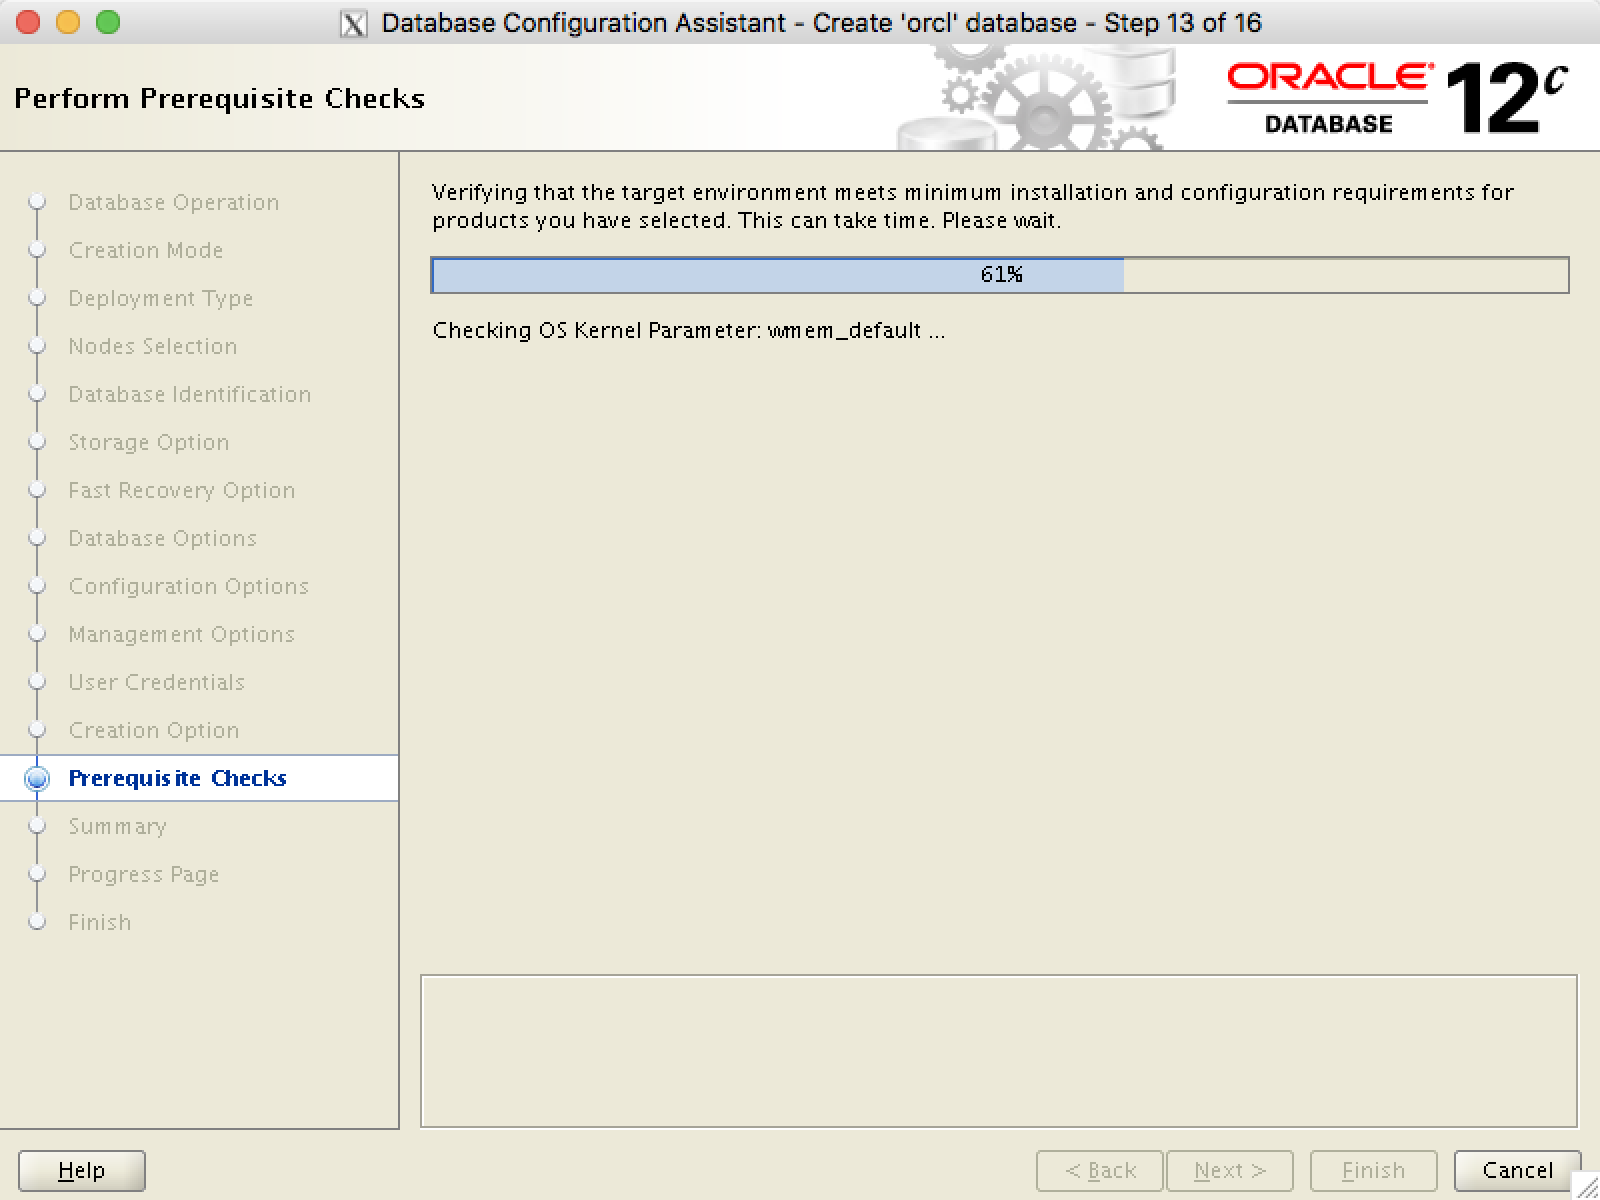 Database Configuration Assistant - Create 'orcl' database - Step 13 of 16
Perform Prerequisite Checks
ORACLE
DATABASE
12c
Database Operation
Creation Mode
Deployment Type
Nodes Selection
Database Identification
Storage Option
Fast Recovery Option
Database Options
Configuration Options
Management Options
User Credentials
Creation Option
Prerequisite Checks
Summary
Progress Page
Finish
Verifying that the target environment meets minimum installation and configuration requirements for
products you have selected. This can take time. Please wait.
61%
Checking OS Kernel Parameter: wmem_default ...
Help
< Back
Next >
Finish
Cancel